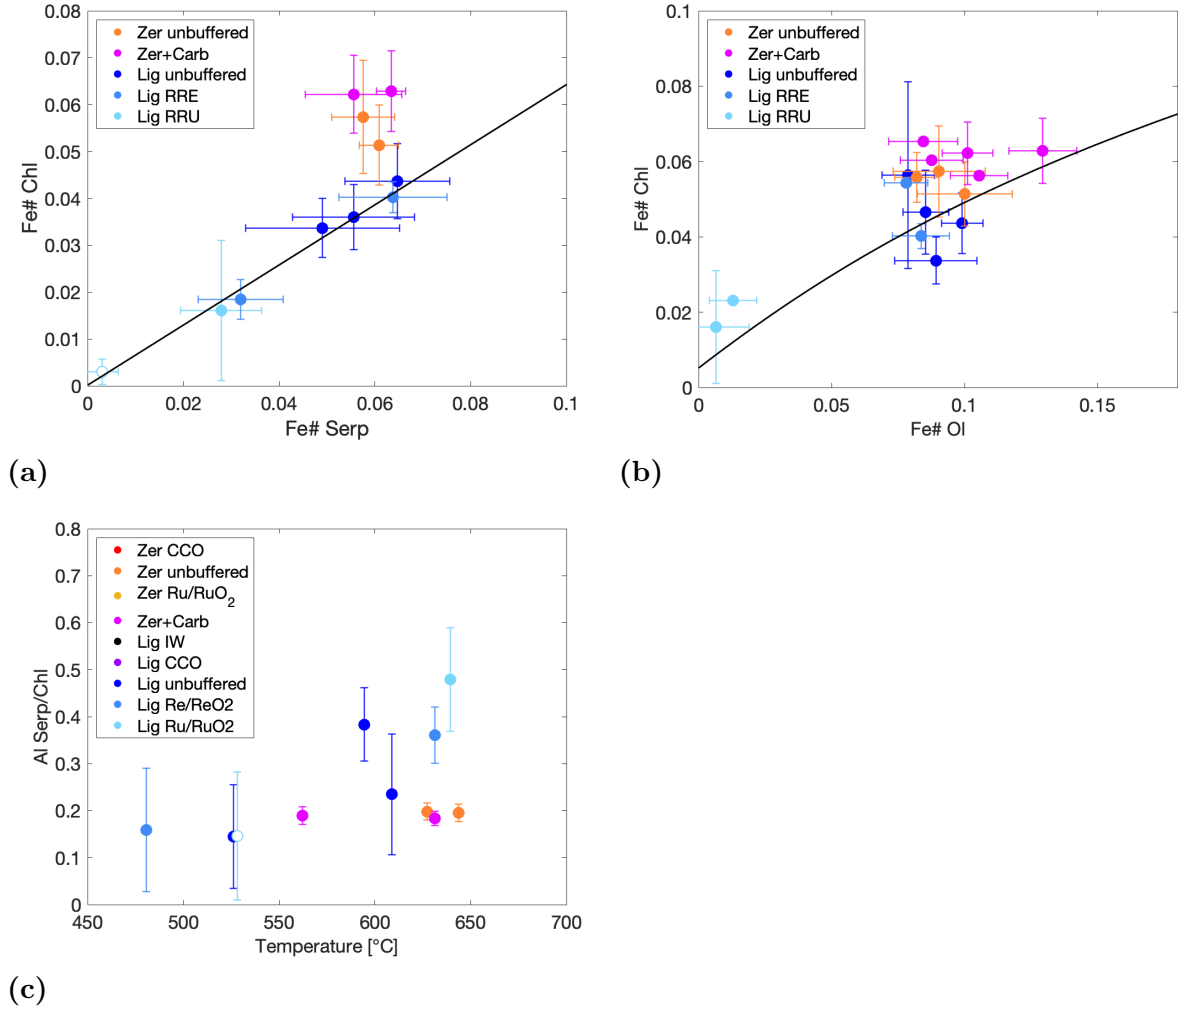 0.08
0.07
0.06
0.05
0.04
0.03
0.02
0.01
0
Fe# Chl
Zer unbuffered
Zer+Carb
Lig unbuffered
Lig RRE
Lig RRU
0 0.02 0.04 0.06 0.08 0.1
Fe# Serp
(a)
0.1
0.08
0.06
0.04
0.02
0
Fe# Chl
Zer unbuffered
Zer+Carb
Lig unbuffered
Lig RRE
Lig RRU
0 0.05 0.1 0.15
Fe# Ol
(b)
0.8
0.7
0.6
0.5
0.4
0.3
0.2
0.1
0
Al Serp/Chl
Zer CCO
Zer unbuffered
Zer Ru/RuO2
Zer+Carb
Lig IW
Lig CCO
Lig unbuffered
Lig Re/ReO2
Lig Ru/RuO2
450 500 550 600 650 700
Temperature [°C]
(c)